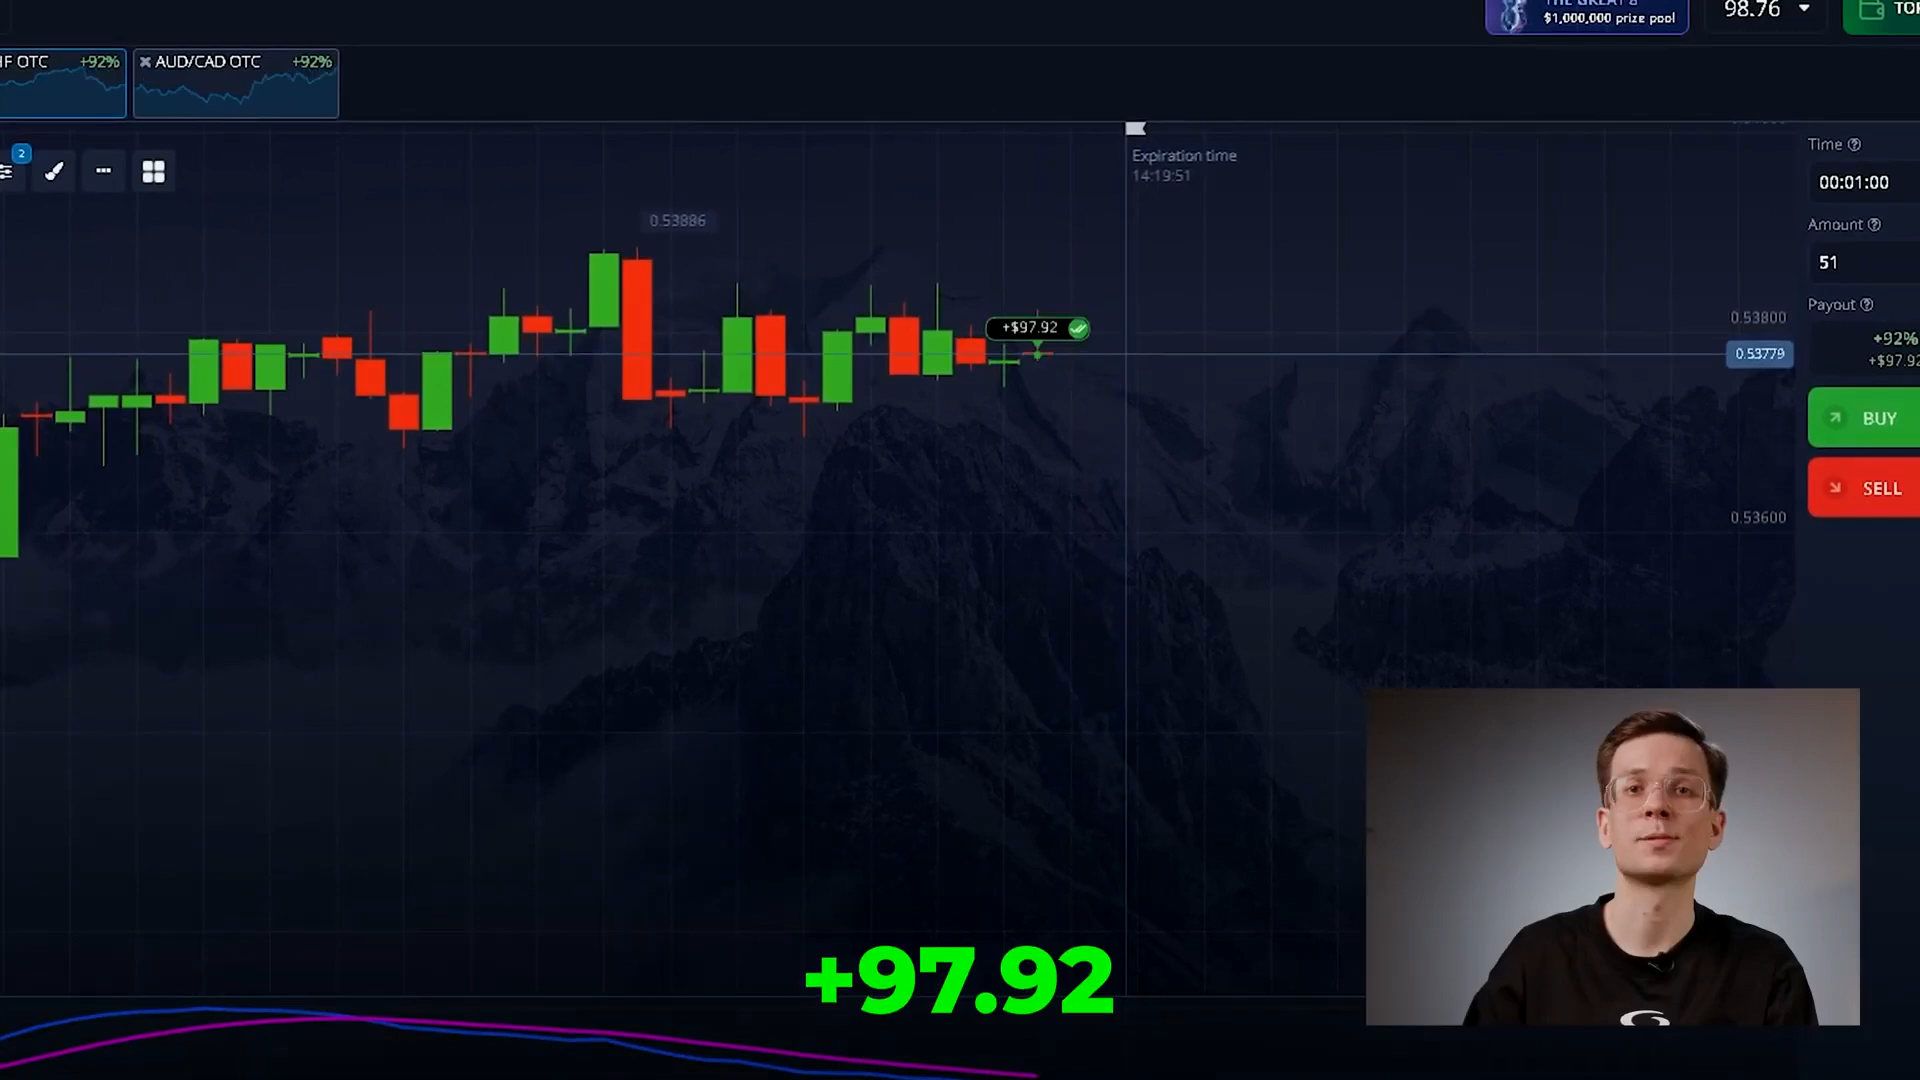 $1,000,000 prize pool
98.76
HF OTC +92%
AUD/CAD OTC +92%
2
Expiration time
14:19:51
0.53886
+$97.92
0.53800
0.53779
0.53600
Time
00:01:00
Amount
51
Payout
+92%
+$97.92
BUY
SELL
+97.92